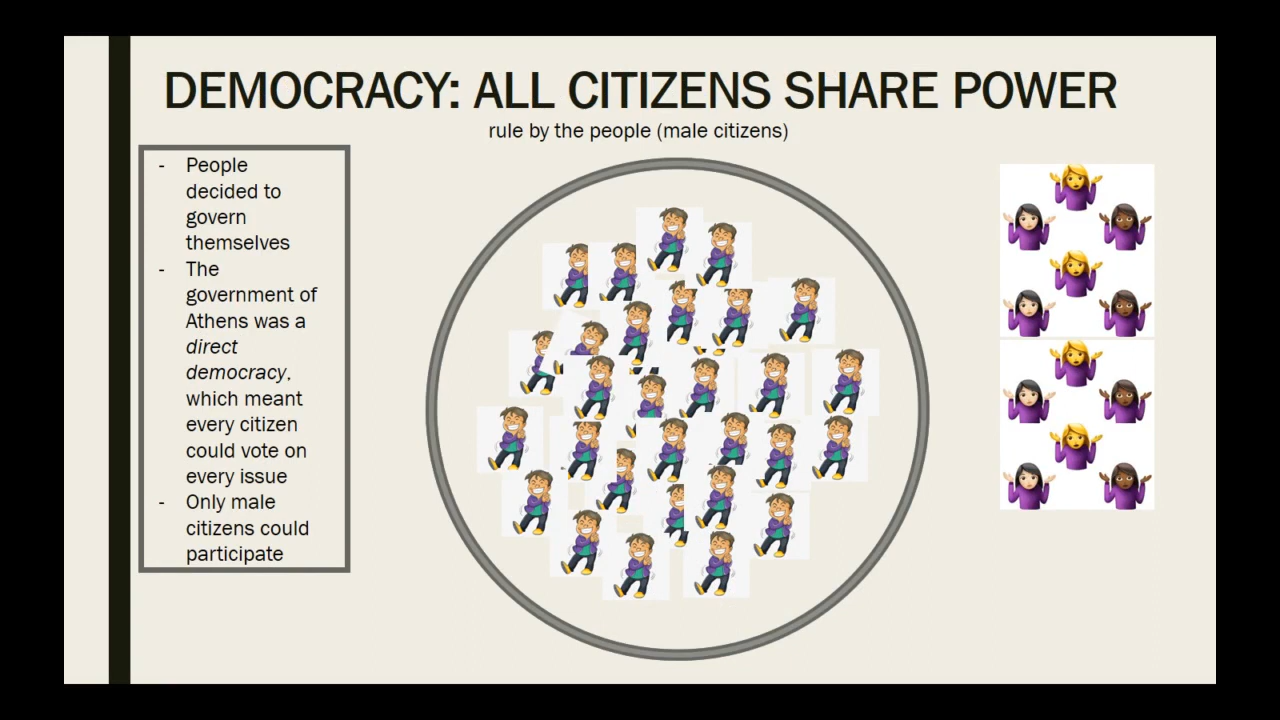 DEMOCRACY: ALL CITIZENS SHARE POWER
rule by the people (male citizens)
- People
decided to
govern
themselves
- The
government of
Athens was a
direct
democracy,
which meant
every citizen
could vote on
every issue
- Only male
citizens could
participate